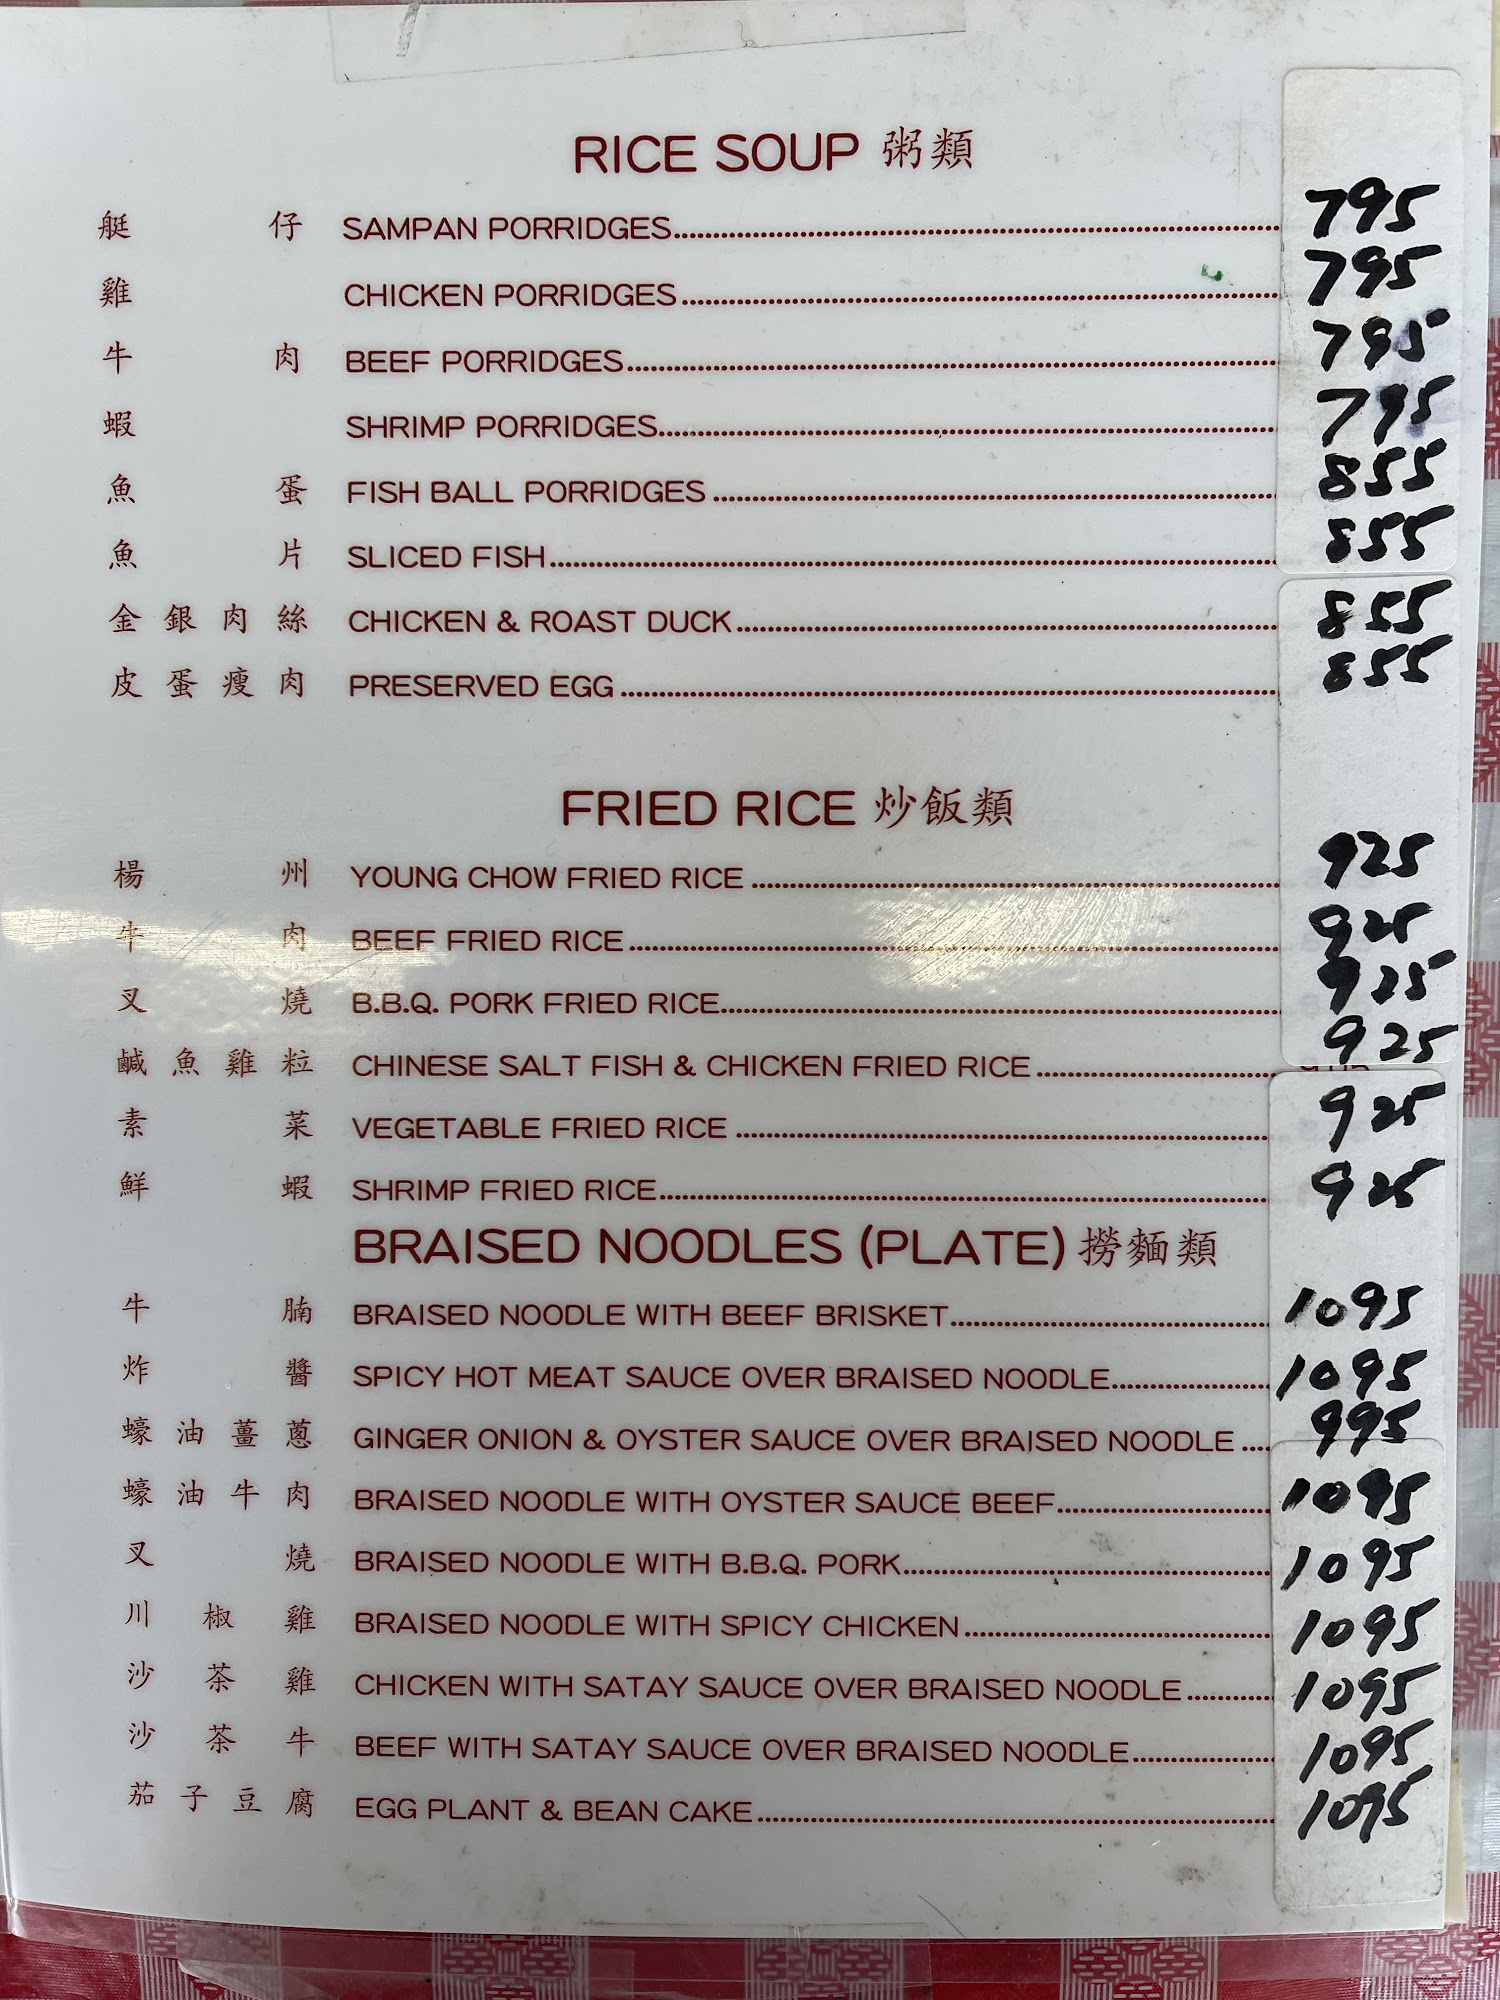 RICE SOUP 粥類
艇 仔 SAMPAN PORRIDGES 795
雞 CHICKEN PORRIDGES 795
牛 肉 BEEF PORRIDGES 795
蝦 SHRIMP PORRIDGES 795
魚 蛋 FISH BALL PORRIDGES 855
魚 片 SLICED FISH 855
金 銀 肉 絲 CHICKEN & ROAST DUCK 855
皮 蛋 瘦 肉 PRESERVED EGG 855
FRIED RICE 炒飯類
楊 州 YOUNG CHOW FRIED RICE 925
牛 肉 BEEF FRIED RICE 925
叉 燒 B.B.Q. PORK FRIED RICE 925
鹹 魚 雞 粒 CHINESE SALT FISH & CHICKEN FRIED RICE 925
素 菜 VEGETABLE FRIED RICE 925
鮮 蝦 SHRIMP FRIED RICE 925
BRAISED NOODLES (PLATE) 撈麵類
牛 腩 BRAISED NOODLE WITH BEEF BRISKET 1095
炸 醬 SPICY HOT MEAT SAUCE OVER BRAISED NOODLE 1095
蠔 油 薑 蔥 GINGER ONION & OYSTER SAUCE OVER BRAISED NOODLE 995
蠔 油 牛 肉 BRAISED NOODLE WITH OYSTER SAUCE BEEF 1095
叉 燒 BRAISED NOODLE WITH B.B.Q. PORK 1095
川 椒 雞 BRAISED NOODLE WITH SPICY CHICKEN 1095
沙 茶 雞 CHICKEN WITH SATAY SAUCE OVER BRAISED NOODLE 1095
沙 茶 牛 BEEF WITH SATAY SAUCE OVER BRAISED NOODLE 1095
茄 子 豆 腐 EGG PLANT & BEAN CAKE 1095